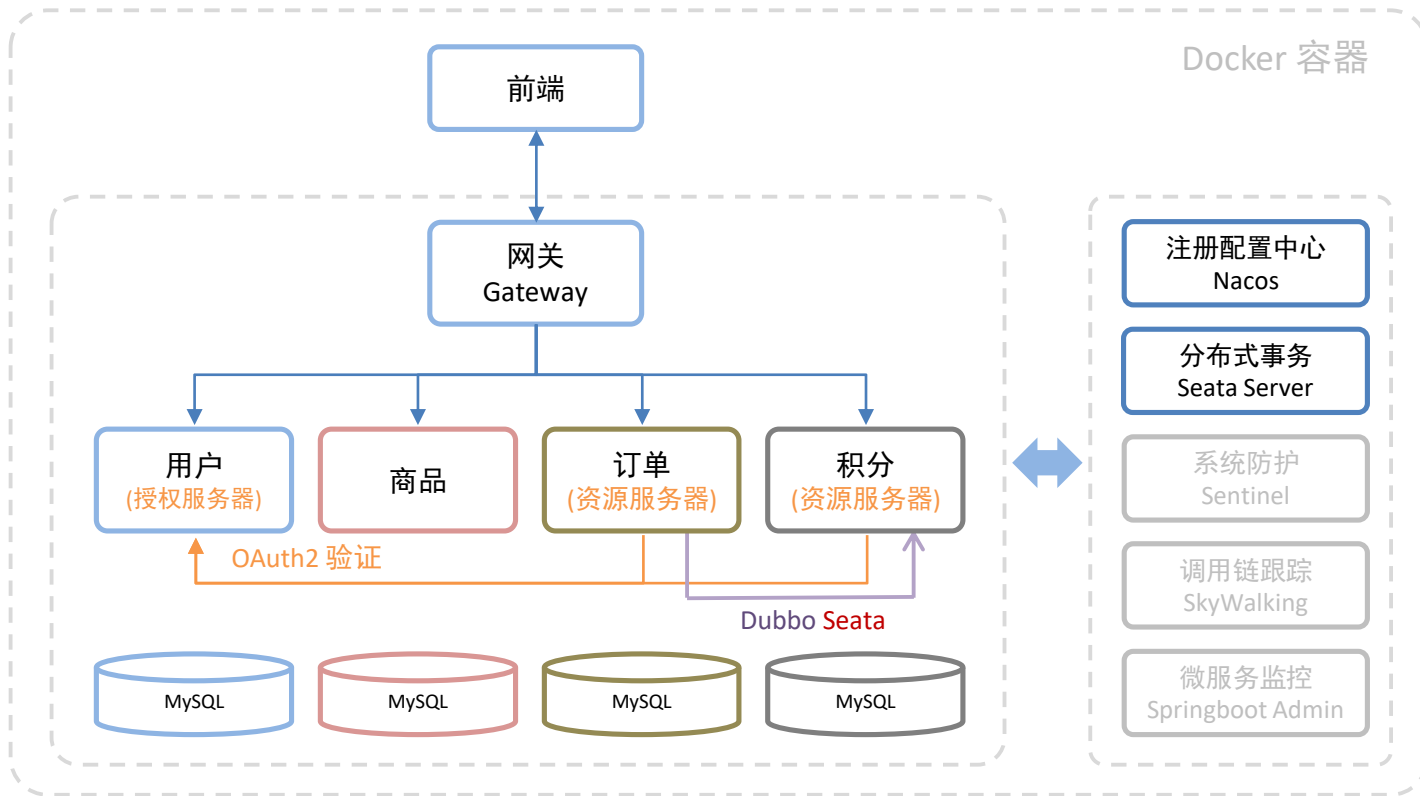 Docker 容器
前端
网关
Gateway
注册配置中心
Nacos
分布式事务
Seata Server
用户
(授权服务器)
商品
订单
(资源服务器)
积分
(资源服务器)
系统防护
Sentinel
OAuth2 验证
调用链跟踪
SkyWalking
Dubbo Seata
MySQL
MySQL
MySQL
MySQL
微服务监控
Springboot Admin